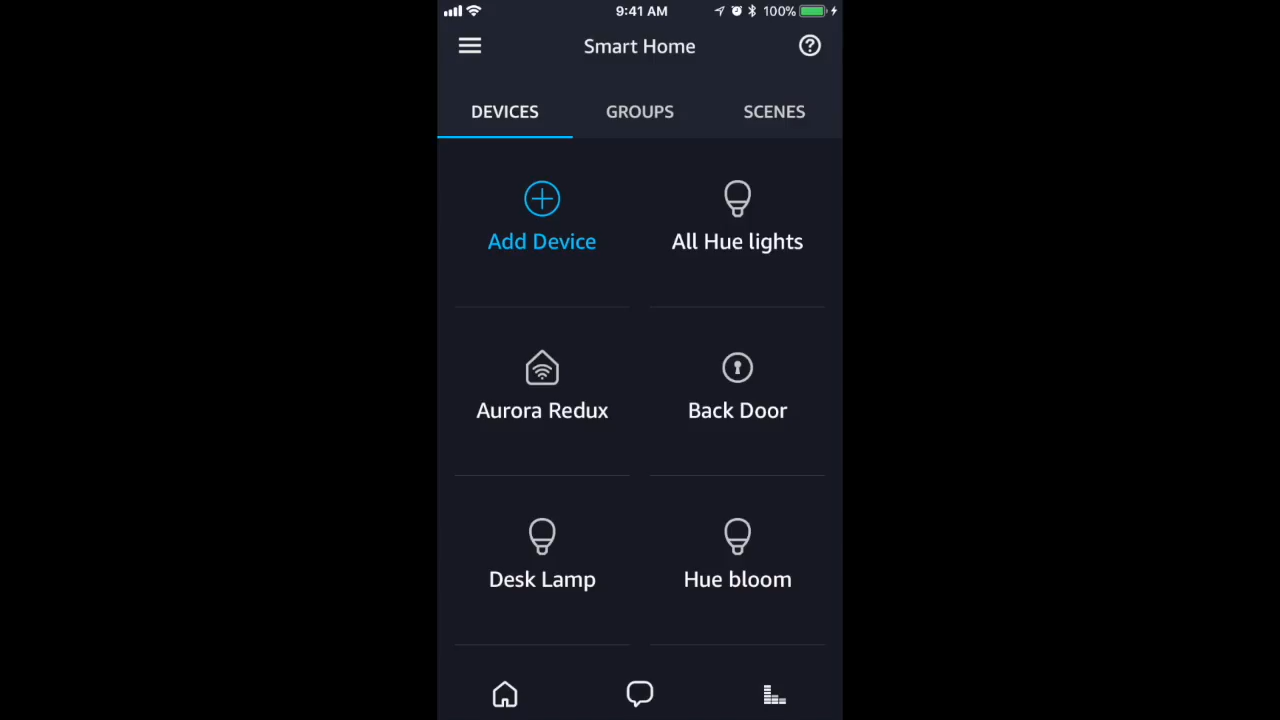 9:41 AM 100%
Smart Home
DEVICES GROUPS SCENES
Add Device All Hue lights
Aurora Redux Back Door
Desk Lamp Hue bloom